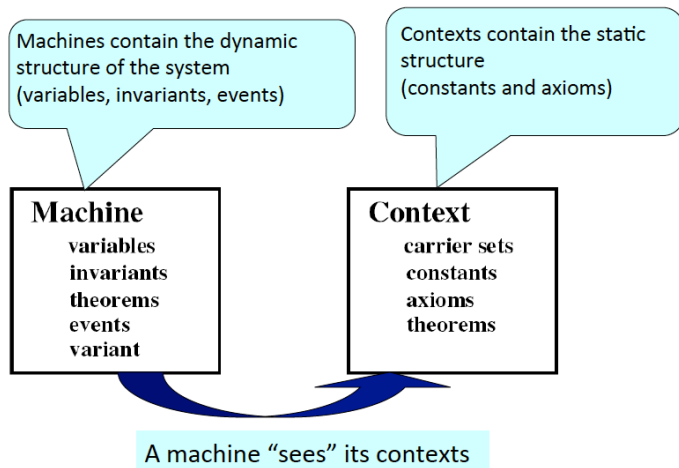 Machines contain the dynamic
structure of the system
(variables, invariants, events)
Contexts contain the static
structure
(constants and axioms)
Machine
variables
invariants
theorems
events
variant
Context
carrier sets
constants
axioms
theorems
A machine “sees” its contexts